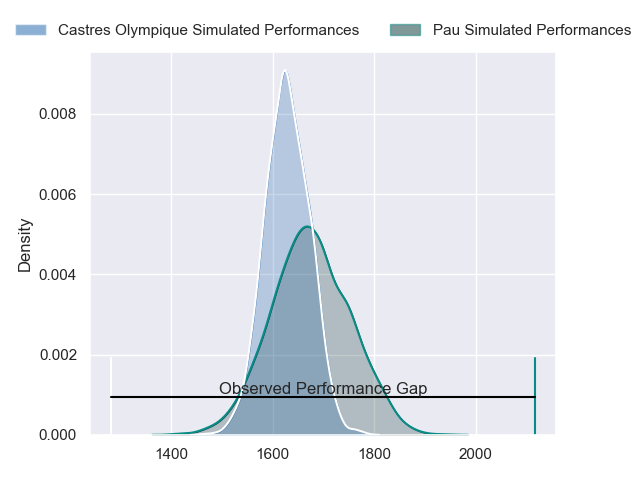 Castres Olympique Simulated Performances
Pau Simulated Performances
0.008
0.006
0.004
0.002
0.000
Density
Observed Performance Gap
1400
1600
1800
2000